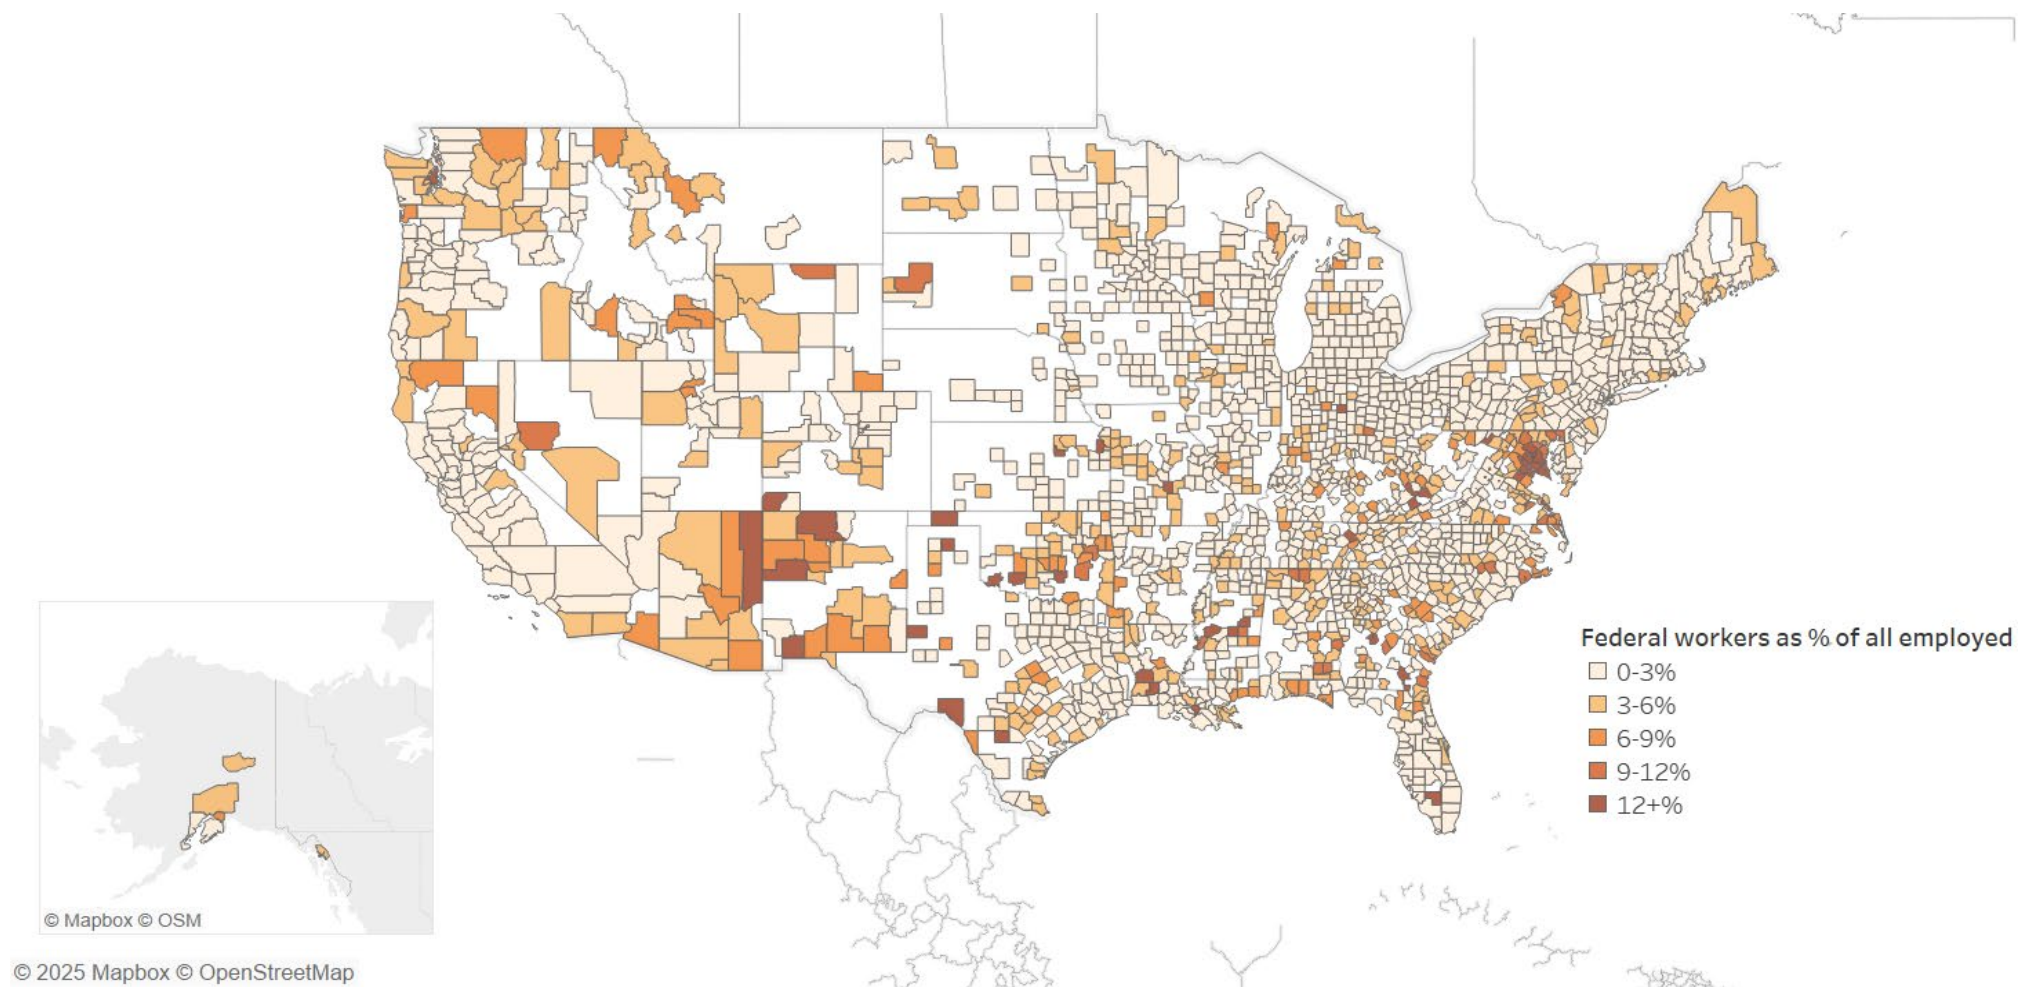 Federal workers as % of all employed
0-3%
3-6%
6-9%
9-12%
12+%
© Mapbox © OSM
© 2025 Mapbox © OpenStreetMap